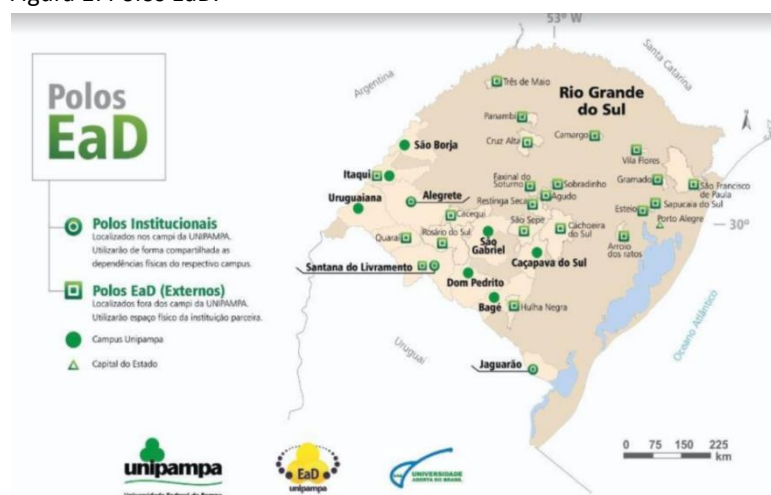 Figura 2: Polos EaD.
53° W
Santa Catarina
Argentina
Polos
EaD
Rio Grande
do Sul
Três de Maio
Panambi
Cruz Alta
Camargo
Vila Flores
São Borja
Itaqui
Uruguaiana
Alegrete
Faxinal do
Soturno
Sobradinho
Agudo
Restinga Seca
Gramado
São Francisco
de Paula
Sapucaia do Sul
Esteio
Porto Alegre
30°
Cacequi
Quaraí
Rosário do Sul
São
Gabriel
São Sepé
Cachoeira
do Sul
Arroio
dos ratos
Caçapava do Sul
Santana do Livramento
Dom Pedrito
Bagé
Hulha Negra
Jaguarão
Uruguai
Oceano Atlântico
Polos Institucionais
Localizados nos campi da UNIPAMPA.
Utilizarão de forma compartilhada as
dependências físicas do respectivo campus.
Polos EaD (Externos)
Localizados fora dos campi da UNIPAMPA.
Utilizarão espaço físico da instituição parceira.
Campus Unipampa
Capital do Estado
0 75 150 225
km
unipampa
Universidade Federal do Pampa
EaD
unipampa
UNIVERSIDADE
ABERTA DO BRASIL